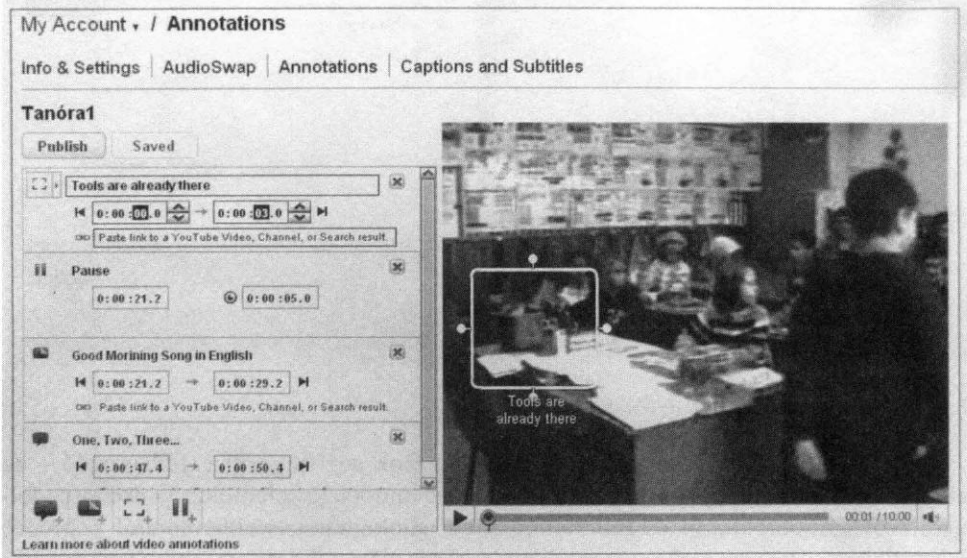 My Account / Annotations
Info & Settings AudioSwap Annotations Captions and Subtitles
Tanóra1
Publish Saved
Tools are already there
0:00:00.0 → 0:00:03.0
Paste link to a YouTube Video, Channel, or Search result.
Pause
0:00:21.2 0:00:05.0
Good Morining Song in English
0:00:21.2 → 0:00:29.2
Paste link to a YouTube Video, Channel, or Search result.
One, Two, Three...
0:00:47.4 → 0:00:50.4
Learn more about video annotations
Tools are
already there
00:01 / 10:00